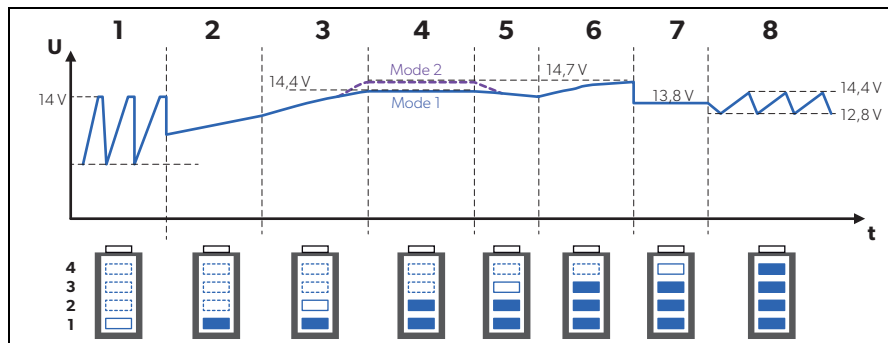 1 2 3 4 5 6 7 8
U
Mode 2
14,7 V
14,4 V
14,4 V
14 V
Mode 1
13,8 V
12,8 V
t
4
3
2
1